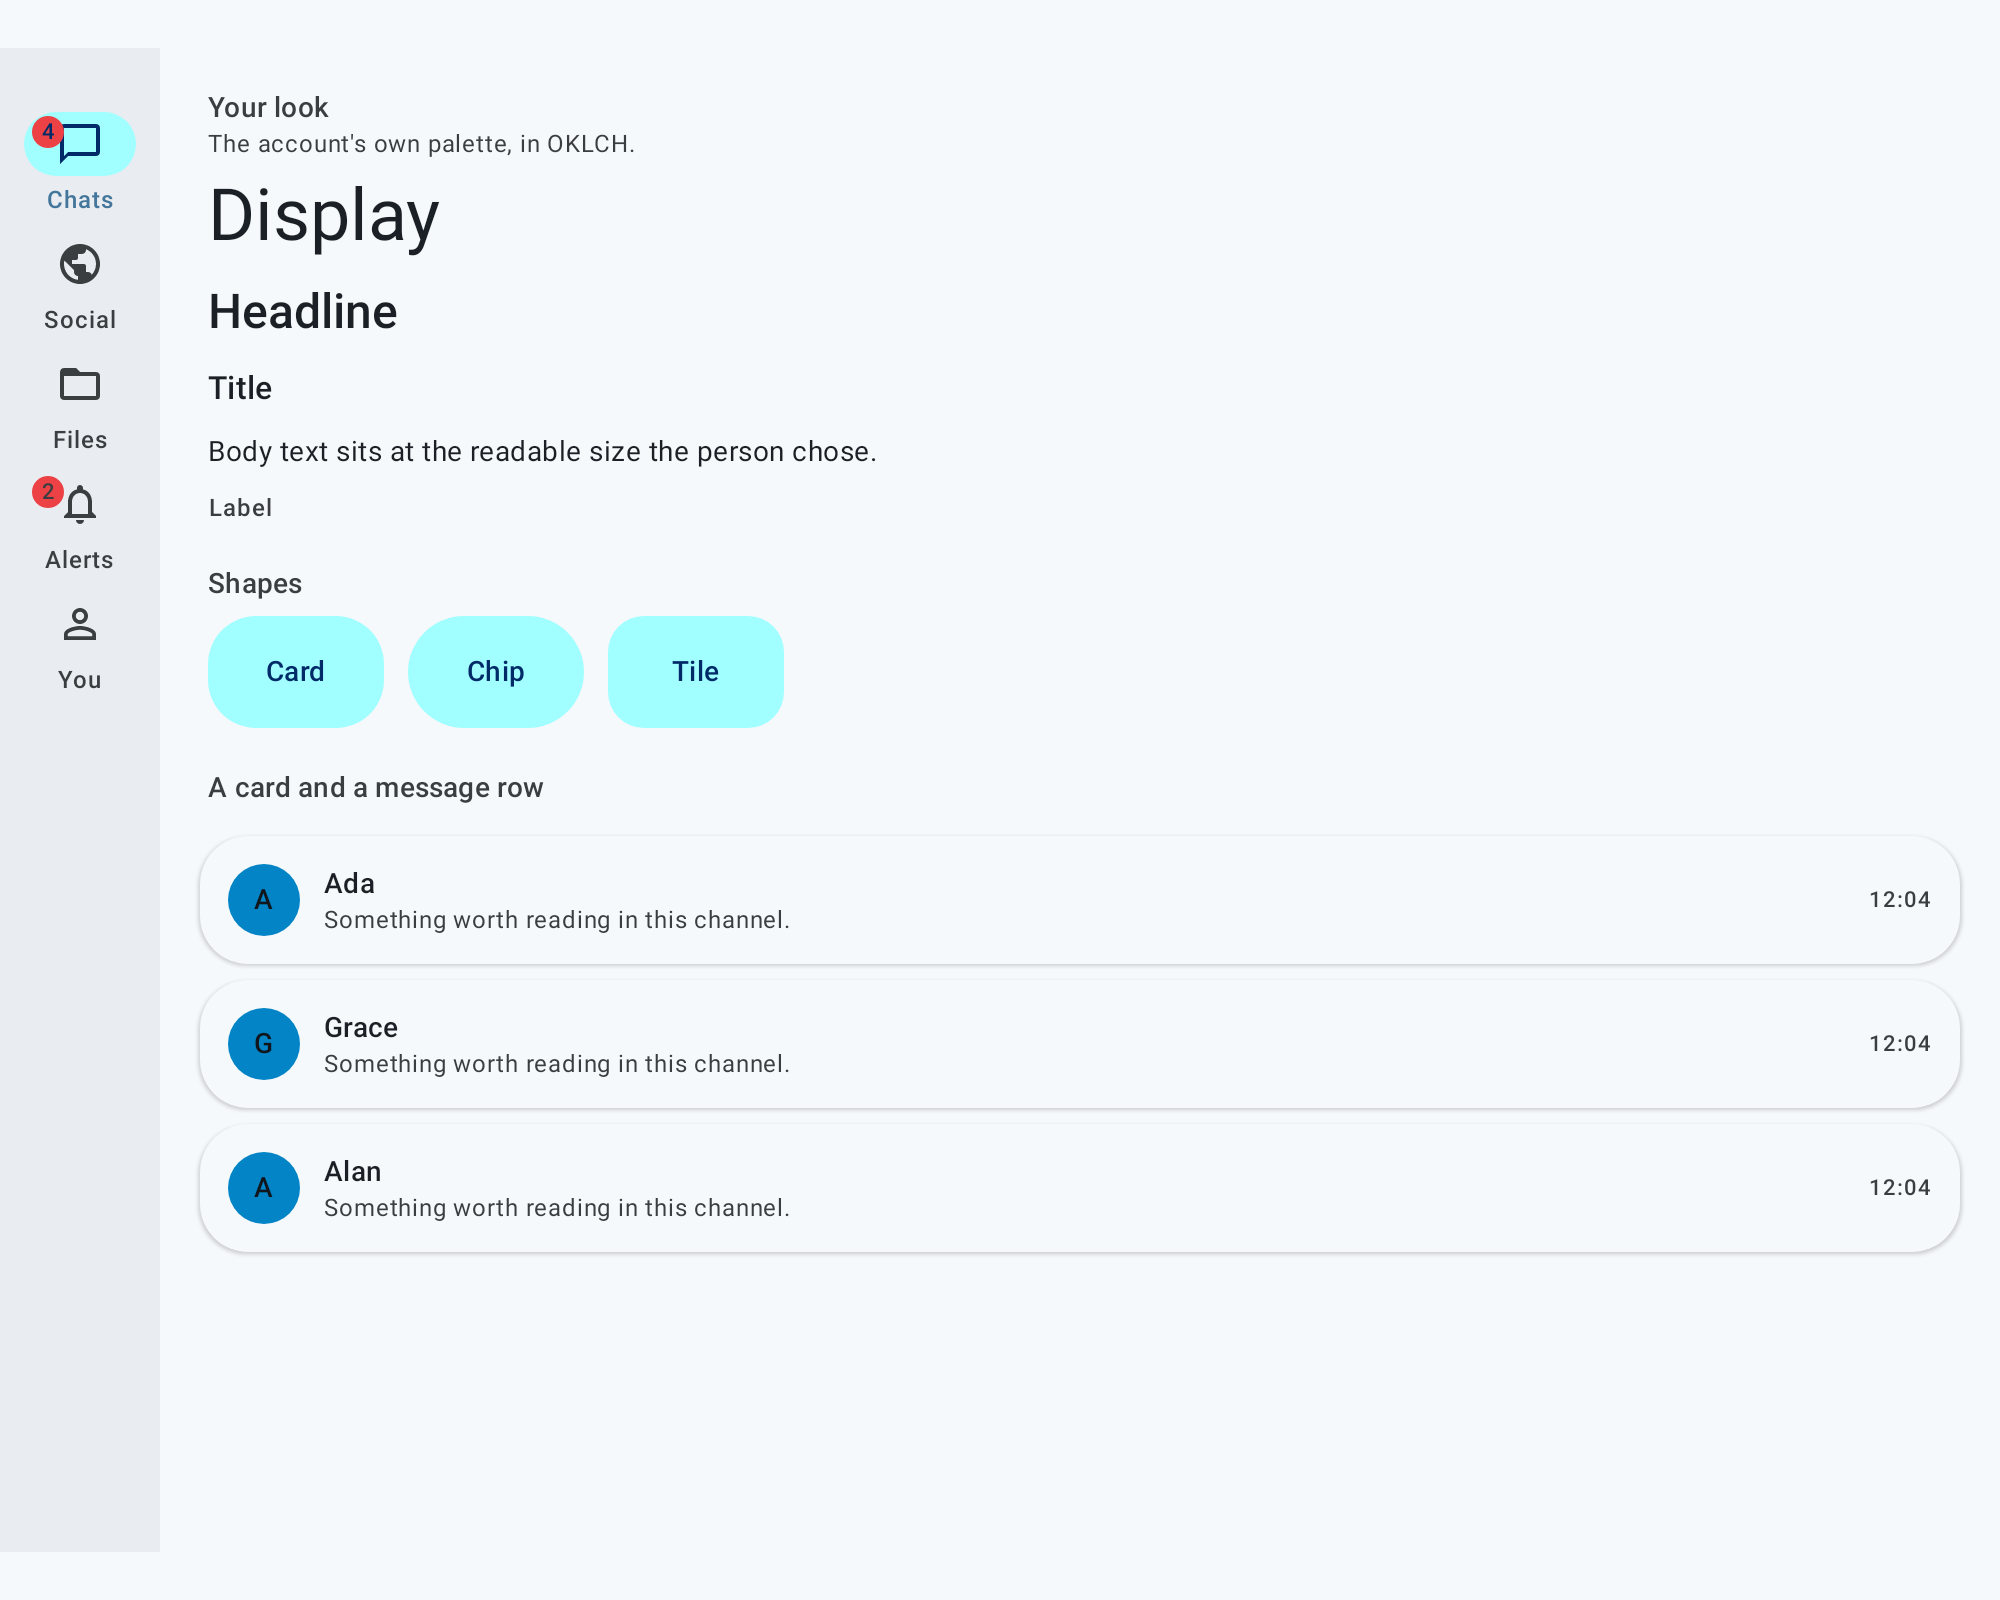 4
Chats
Social
Files
2
Alerts
You
Your look
The account's own palette, in OKLCH.
Display
Headline
Title
Body text sits at the readable size the person chose.
Label
Shapes
Card
Chip
Tile
A card and a message row
A
Ada
Something worth reading in this channel.
12:04
G
Grace
Something worth reading in this channel.
12:04
A
Alan
Something worth reading in this channel.
12:04